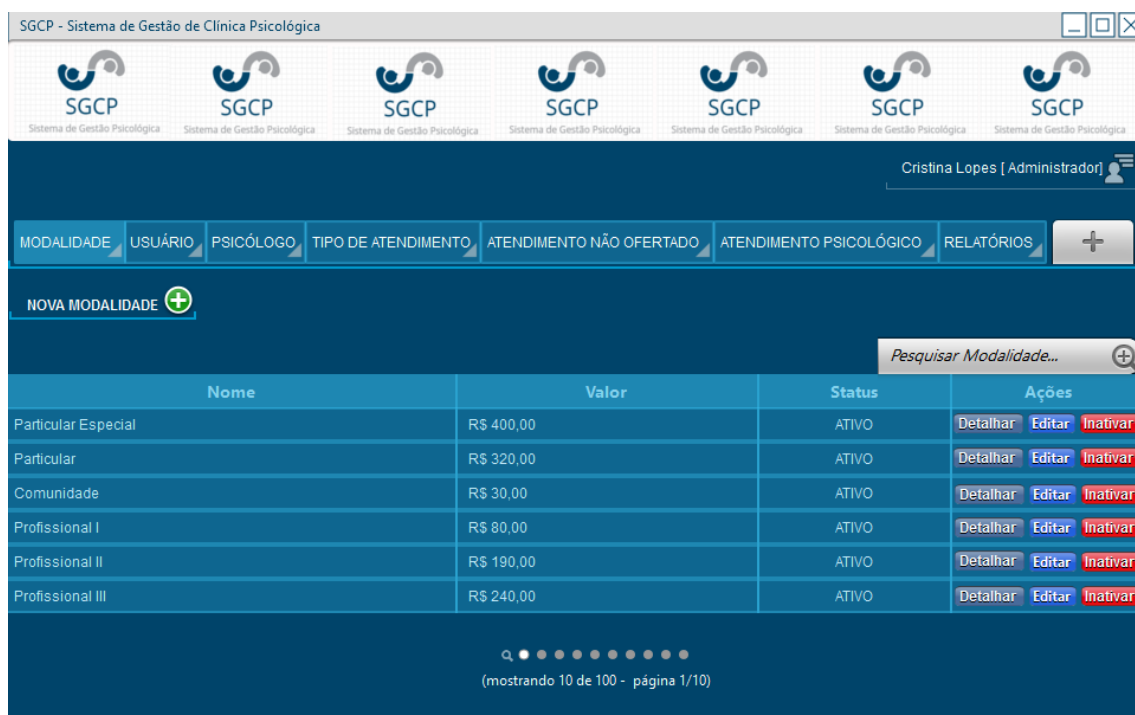 SGCP - Sistema de Gestão de Clínica Psicológica
SGCP SGCP SGCP SGCP SGCP SGCP SGCP
Sistema de Gestão Psicológica Sistema de Gestão Psicológica Sistema de Gestão Psicológica Sistema de Gestão Psicológica Sistema de Gestão Psicológica Sistema de Gestão Psicológica Sistema de Gestão Psicológica
Cristina Lopes [ Administrador]
MODALIDADE USUÁRIO PSICÓLOGO TIPO DE ATENDIMENTO ATENDIMENTO NÃO OFERTADO ATENDIMENTO PSICOLÓGICO RELATÓRIOS
NOVA MODALIDADE
Pesquisar Modalidade...
Nome Valor Status Ações
Particular Especial R$ 400,00 ATIVO Detalhar Editar Inativar
Particular R$ 320,00 ATIVO Detalhar Editar Inativar
Comunidade R$ 30,00 ATIVO Detalhar Editar Inativar
Profissional I R$ 80,00 ATIVO Detalhar Editar Inativar
Profissional II R$ 190,00 ATIVO Detalhar Editar Inativar
Profissional III R$ 240,00 ATIVO Detalhar Editar Inativar
(mostrando 10 de 100 - página 1/10)